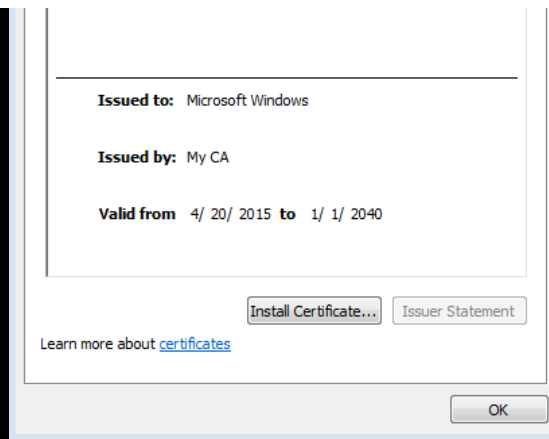 Issued to: Microsoft Windows
Issued by: My CA
Valid from 4/ 20/ 2015 to 1/ 1/ 2040
Install Certificate... Issuer Statement
Learn more about certificates
OK